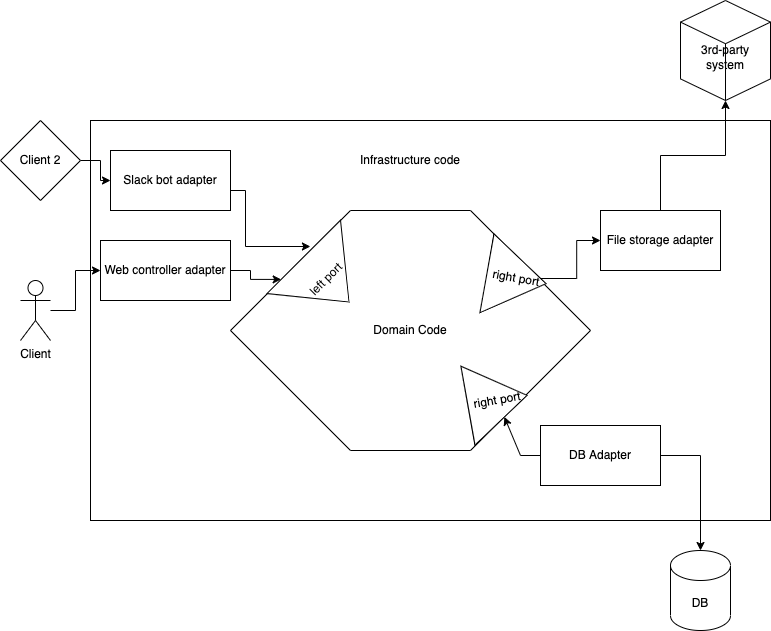 3rd-party
system
Client 2
Infrastructure code
Slack bot adapter
File storage adapter
Web controller adapter
left port
right port
Client
Domain Code
right port
DB Adapter
DB